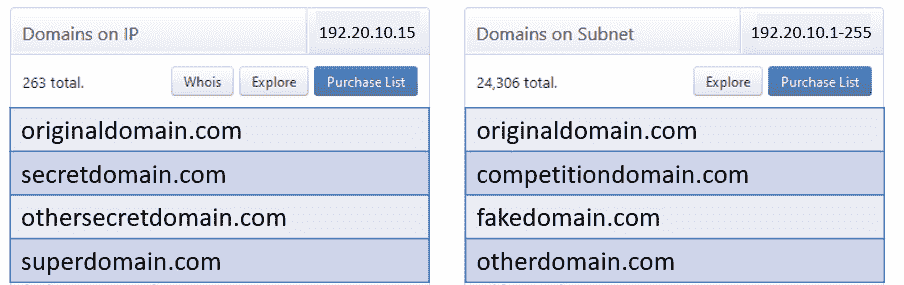 Domains on IP 192.20.10.15
263 total. Whois Explore Purchase List
originaldomain.com
secretdomain.com
othersecretdomain.com
superdomain.com
Domains on Subnet 192.20.10.1-255
24,306 total. Explore Purchase List
originaldomain.com
competitiondomain.com
fakedomain.com
otherdomain.com